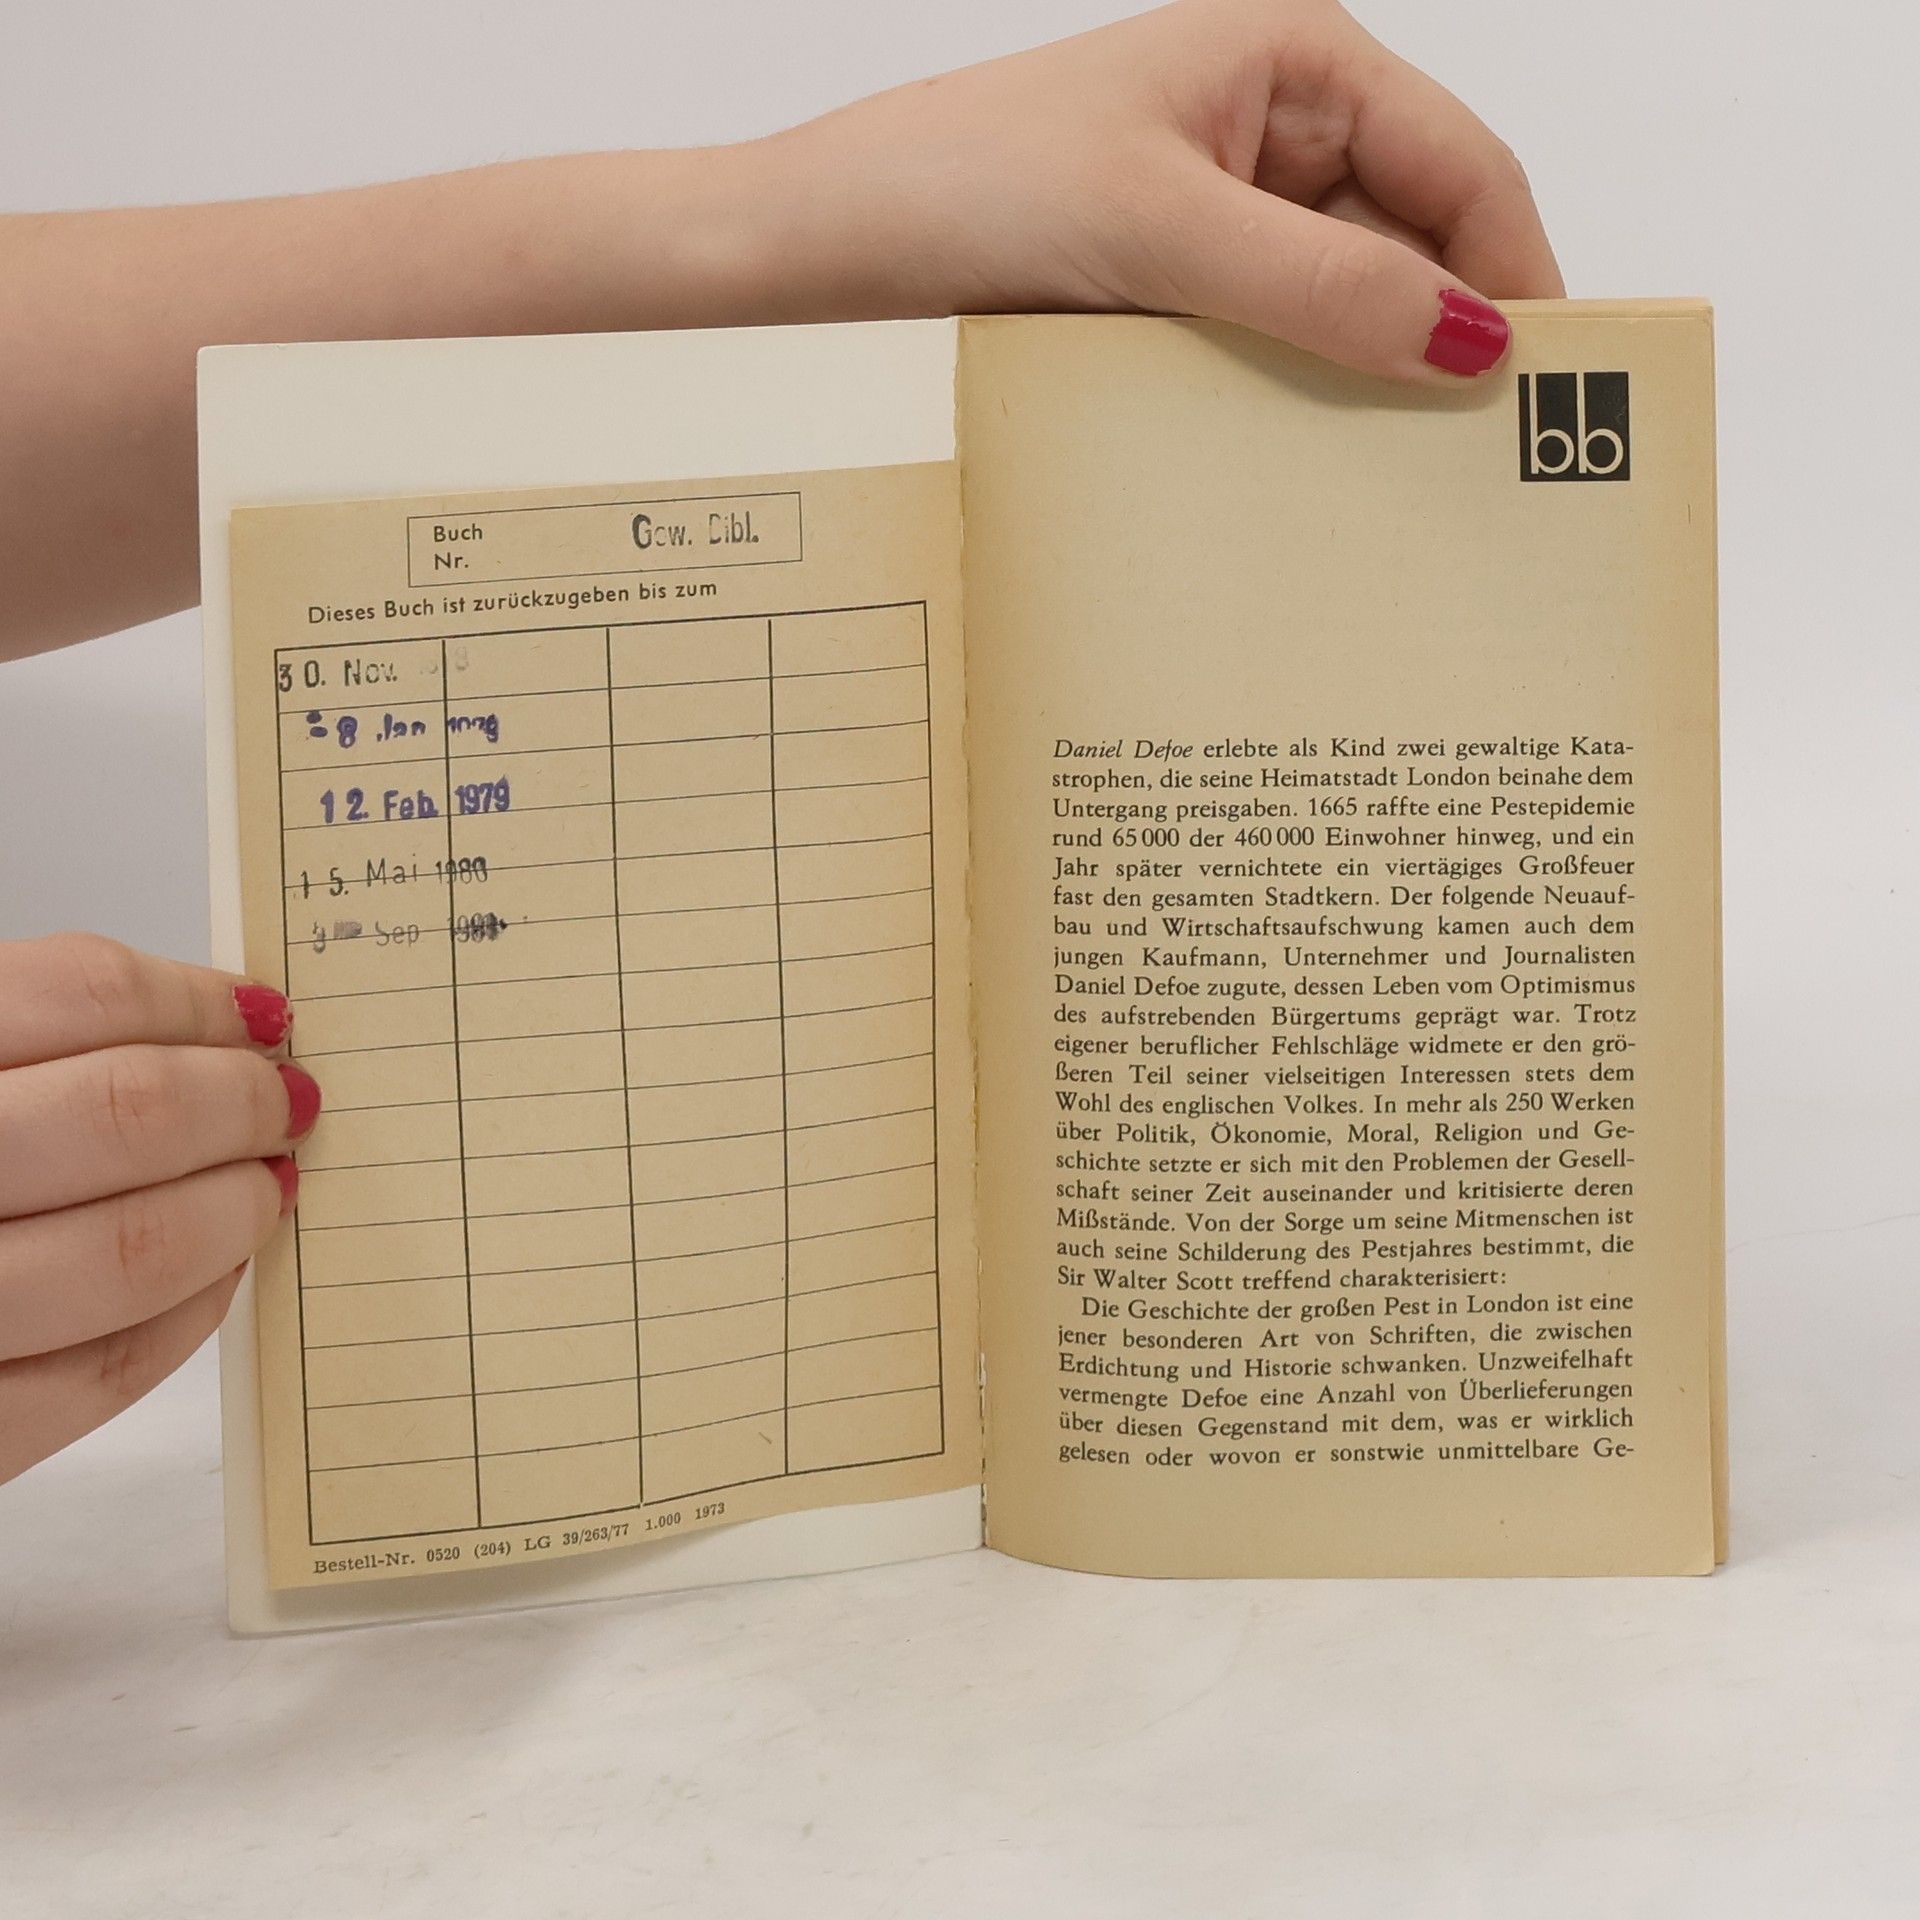 Buch
Nr.
Gew. Bibl.
Dieses Buch ist zurückzugeben bis zum
30. Nov.
-8 Jan 1979
12. Feb. 1979
15. Mai 1980
Sep
Bestell-Nr. 0520 (204) LG 39/263/77 1.000 1973
bb
Daniel Defoe erlebte als Kind zwei gewaltige Kata-
strophen, die seine Heimatstadt London beinahe dem
Untergang preisgaben. 1665 raffte eine Pestepidemie
rund 65 000 der 460 000 Einwohner hinweg, und ein
Jahr später vernichtete ein viertägiges Großfeuer
fast den gesamten Stadtkern. Der folgende Neuauf-
bau und Wirtschaftsaufschwung kamen auch dem
jungen Kaufmann, Unternehmer und Journalisten
Daniel Defoe zugute, dessen Leben vom Optimismus
des aufstrebenden Bürgertums geprägt war. Trotz
eigener beruflicher Fehlschläge widmete er den grö-
ßeren Teil seiner vielseitigen Interessen stets dem
Wohl des englischen Volkes. In mehr als 250 Werken
über Politik, Ökonomie, Moral, Religion und Ge-
schichte setzte er sich mit den Problemen der Gesell-
schaft seiner Zeit auseinander und kritisierte deren
Mißstände. Von der Sorge um seine Mitmenschen ist
auch seine Schilderung des Pestjahres bestimmt, die
Sir Walter Scott treffend charakterisiert:
Die Geschichte der großen Pest in London ist eine
jener besonderen Art von Schriften, die zwischen
Erdichtung und Historie schwanken. Unzweifelhaft
vermengte Defoe eine Anzahl von Überlieferungen
über diesen Gegenstand mit dem, was er wirklich
gelesen oder wovon er sonstwie unmittelbare Ge-